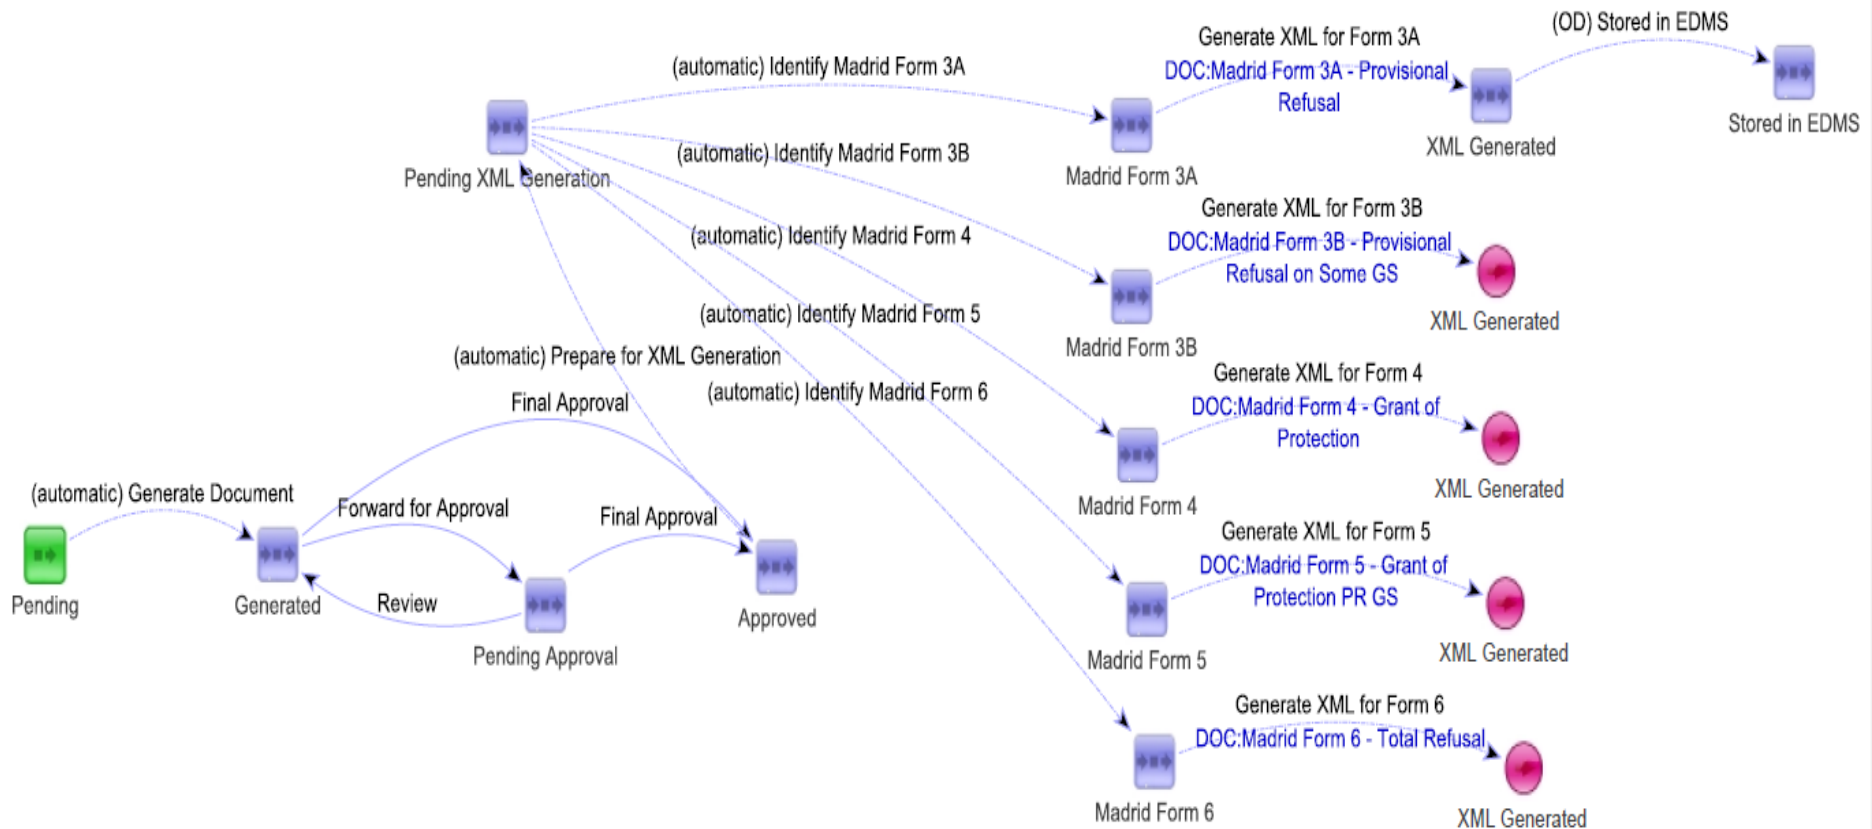 (OD) Stored in EDMS
Generate XML for Form 3A
(automatic) Identify Madrid Form 3A
DOC:Madrid Form 3A - Provisional
Refusal
Stored in EDMS
XML Generated
Madrid Form 3A
Pending XML Generation
(automatic) Identify Madrid Form 3B
Generate XML for Form 3B
DOC:Madrid Form 3B - Provisional
Refusal on Some GS
(automatic) Identify Madrid Form 4
XML Generated
Madrid Form 3B
(automatic) Identify Madrid Form 5
(automatic) Prepare for XML Generation
Generate XML for Form 4
DOC:Madrid Form 4 - Grant of
Protection
(automatic) Identify Madrid Form 6
Final Approval
XML Generated
Madrid Form 4
(automatic) Generate Document
Forward for Approval
Final Approval
Generate XML for Form 5
DOC:Madrid Form 5 - Grant of
Protection PR GS
Pending
Generated
Review
Approved
Pending Approval
XML Generated
Madrid Form 5
Generate XML for Form 6
DOC:Madrid Form 6 - Total Refusal
Madrid Form 6
XML Generated